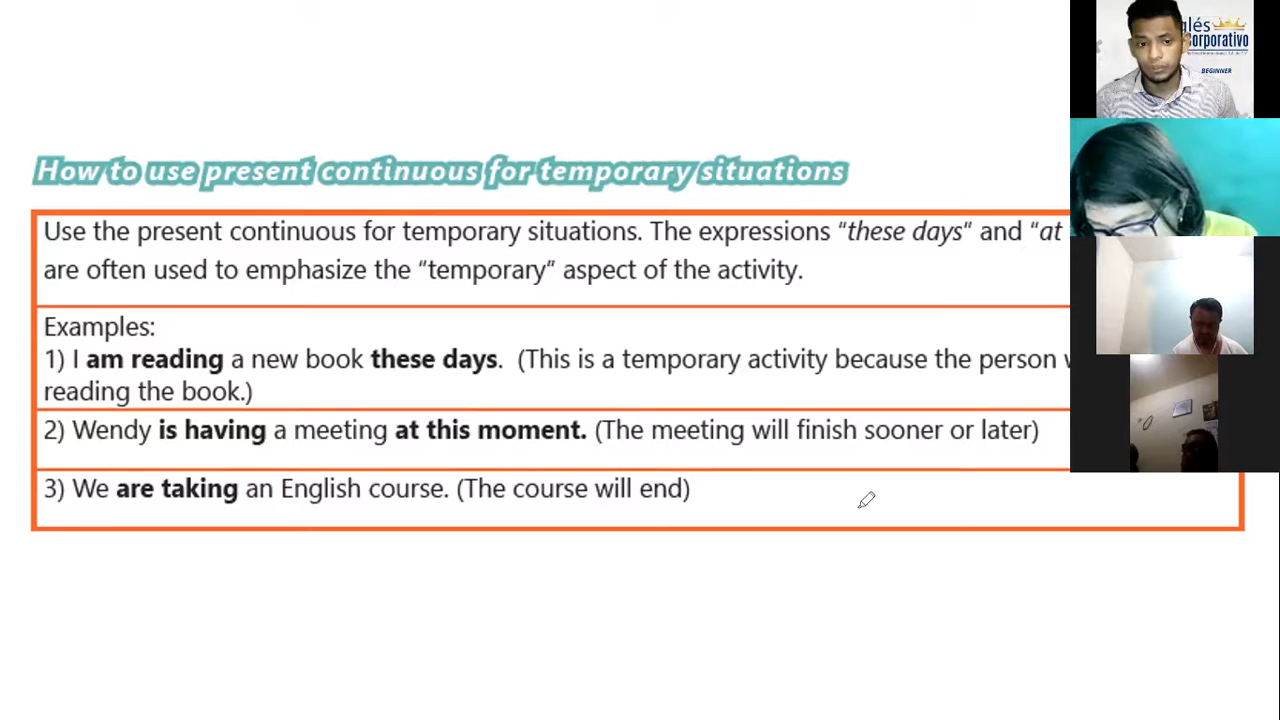 How to use present continuous for temporary situations
Use the present continuous for temporary situations. The expressions "these days" and "at
are often used to emphasize the "temporary" aspect of the activity.
Examples:
1) I am reading a new book these days. (This is a temporary activity because the person
reading the book.)
2) Wendy is having a meeting at this moment. (The meeting will finish sooner or later)
3) We are taking an English course. (The course will end)
glés
Corporativo
BEGINNER